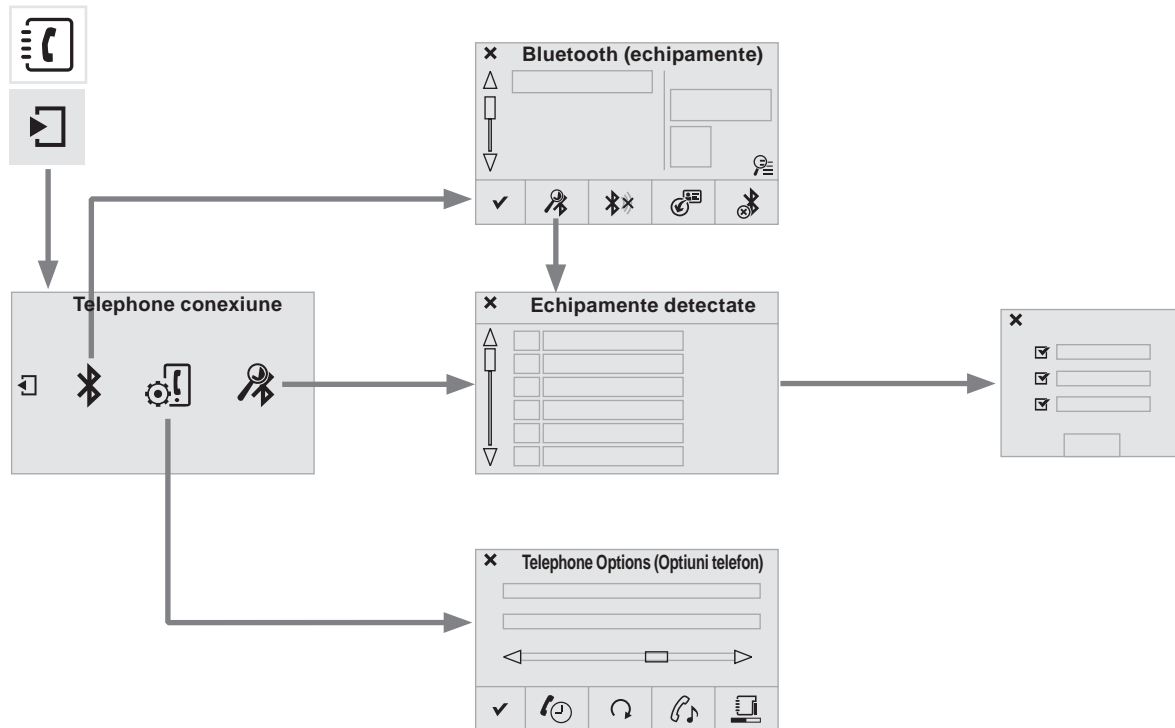 Bluetooth (echipamente)
Telephone conexiune
Echipamente detectate
Telephone Options (Optiuni telefon)